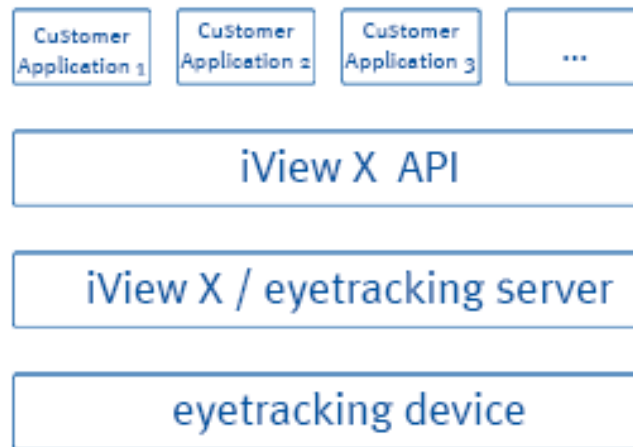 CuStomer
Application 1
CuStomer
Application 2
CuStomer
Application 3
...
iView X API
iView X / eyetracking server
eyetracking device